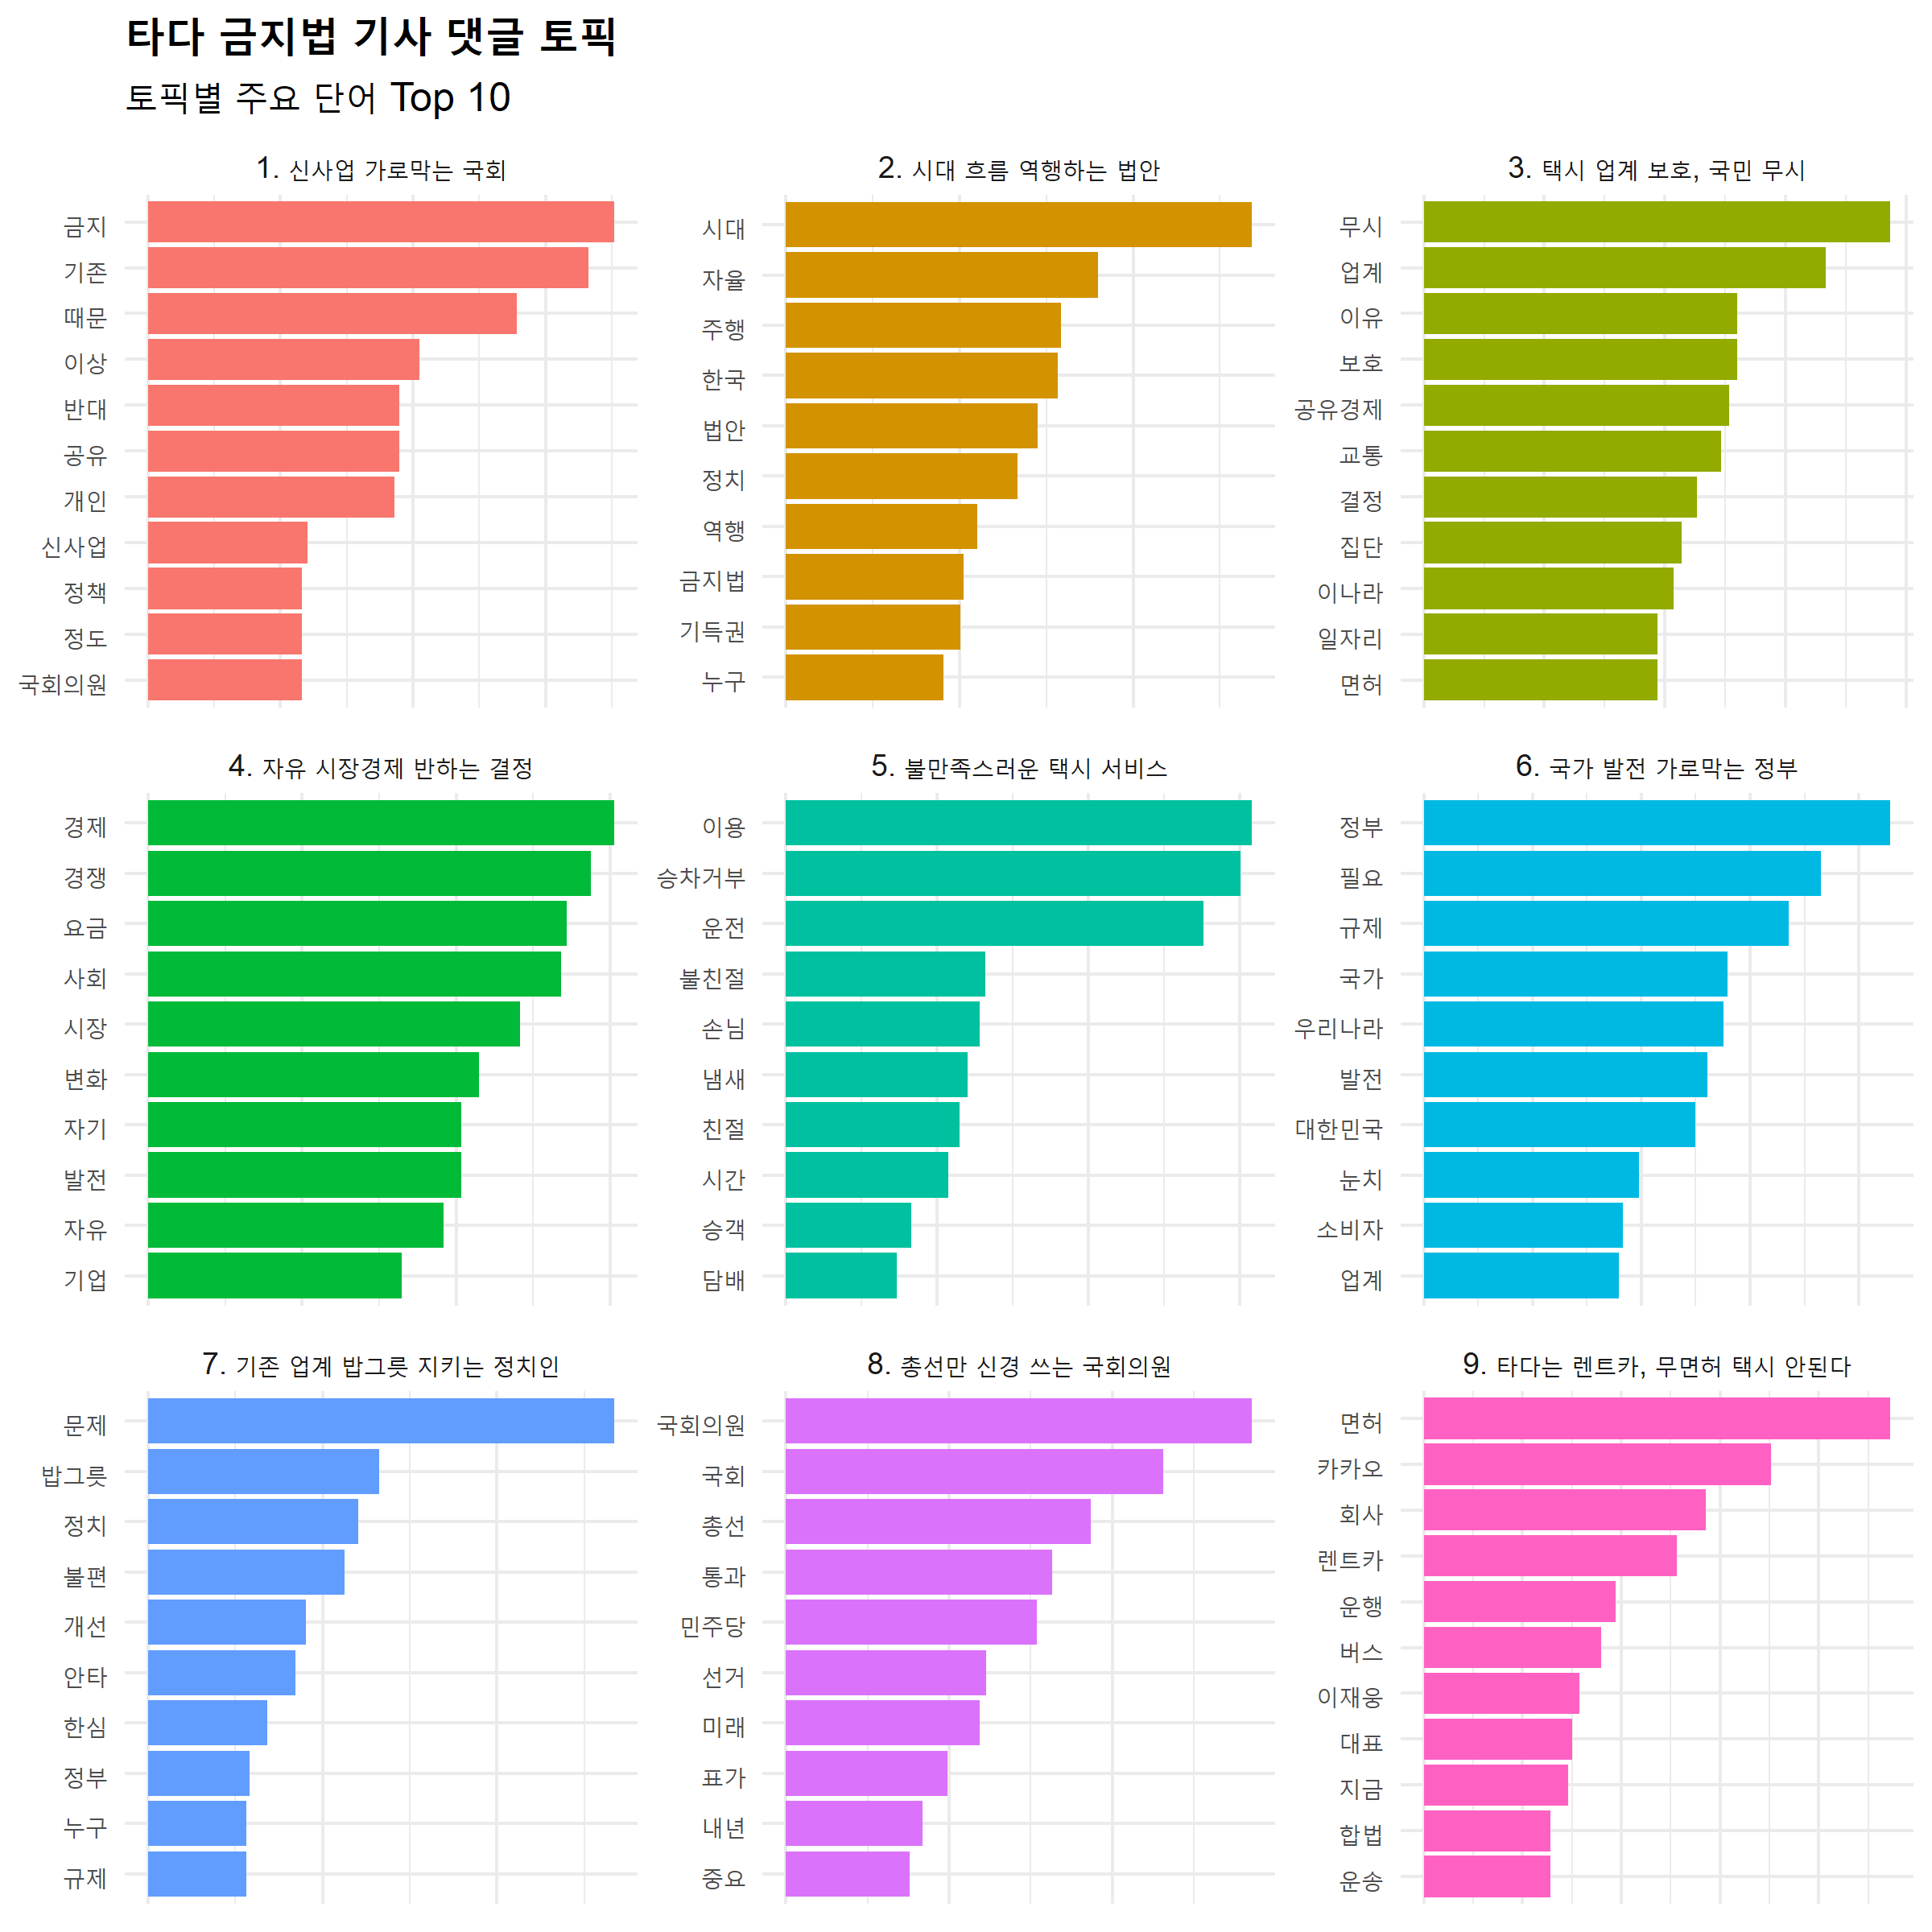 타다 금지법 기사 댓글 토픽
토픽별 주요 단어 Top 10
1. 신사업 가로막는 국회
금지
기존
때문
이상
반대
공유
개인
신사업
정책
정도
국회의원
2. 시대 흐름 역행하는 법안
시대
자율
주행
한국
법안
정치
역행
금지법
기득권
누구
3. 택시 업계 보호, 국민 무시
무시
업계
이유
보호
공유경제
교통
결정
집단
이나라
일자리
면허
4. 자유 시장경제 반하는 결정
경제
경쟁
요금
사회
시장
변화
자기
발전
자유
기업
5. 불만족스러운 택시 서비스
이용
승차거부
운전
불친절
손님
냄새
친절
시간
승객
담배
6. 국가 발전 가로막는 정부
정부
필요
규제
국가
우리나라
발전
대한민국
눈치
소비자
업계
7. 기존 업계 밥그릇 지키는 정치인
문제
밥그릇
정치
불편
개선
안타
한심
정부
누구
규제
8. 총선만 신경 쓰는 국회의원
국회의원
국회
총선
통과
민주당
선거
미래
표가
내년
중요
9. 타다는 렌트카, 무면허 택시 안된다
면허
카카오
회사
렌트카
운행
버스
이재웅
대표
지금
합법
운송